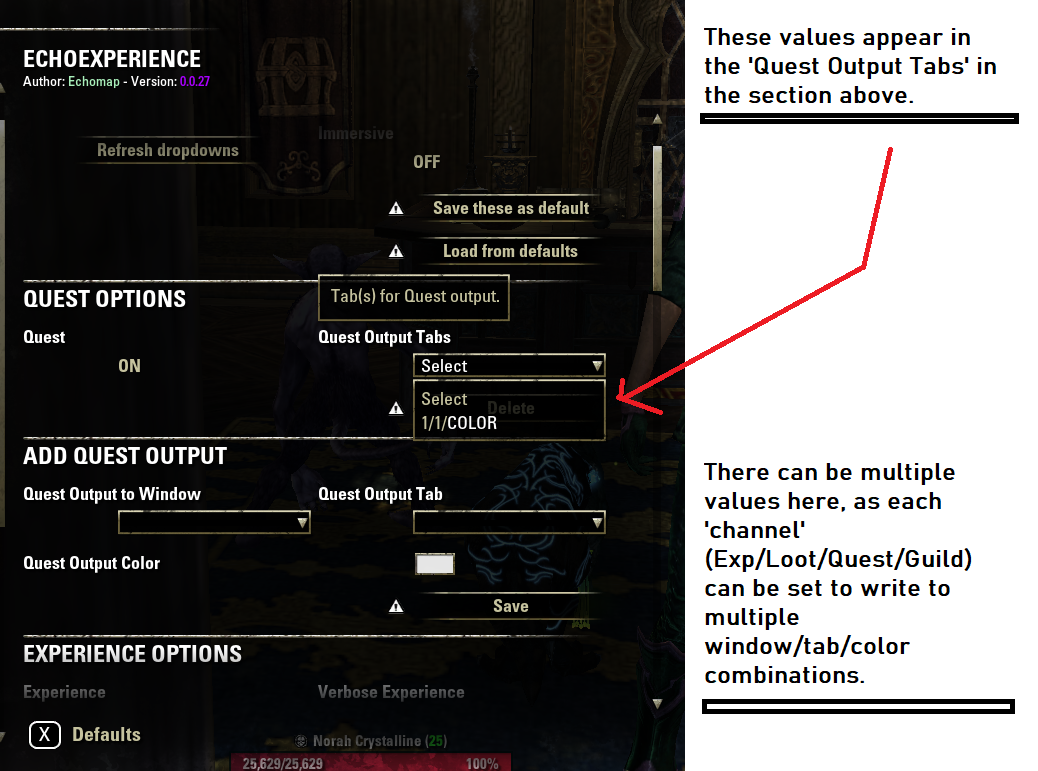 ECHOEXPERIENCE
Author: Echomap - Version: 0.0.27
Immersive
Refresh dropdowns
OFF
Save these as default
Load from defaults
QUEST OPTIONS
Tab(s) for Quest output.
Quest
Quest Output Tabs
ON
Select
Select
Delete
1/1/COLOR
ADD QUEST OUTPUT
Quest Output to Window
Quest Output Tab
Quest Output Color
Save
EXPERIENCE OPTIONS
Experience
Verbose Experience
X Defaults
Norah Crystalline (25)
25,629/25,629
100%
These values appear in
the 'Quest Output Tabs' in
the section above.
There can be multiple
values here, as each
'channel'
(Exp/Loot/Quest/Guild)
can be set to write to
multiple
window/tab/color
combinations.